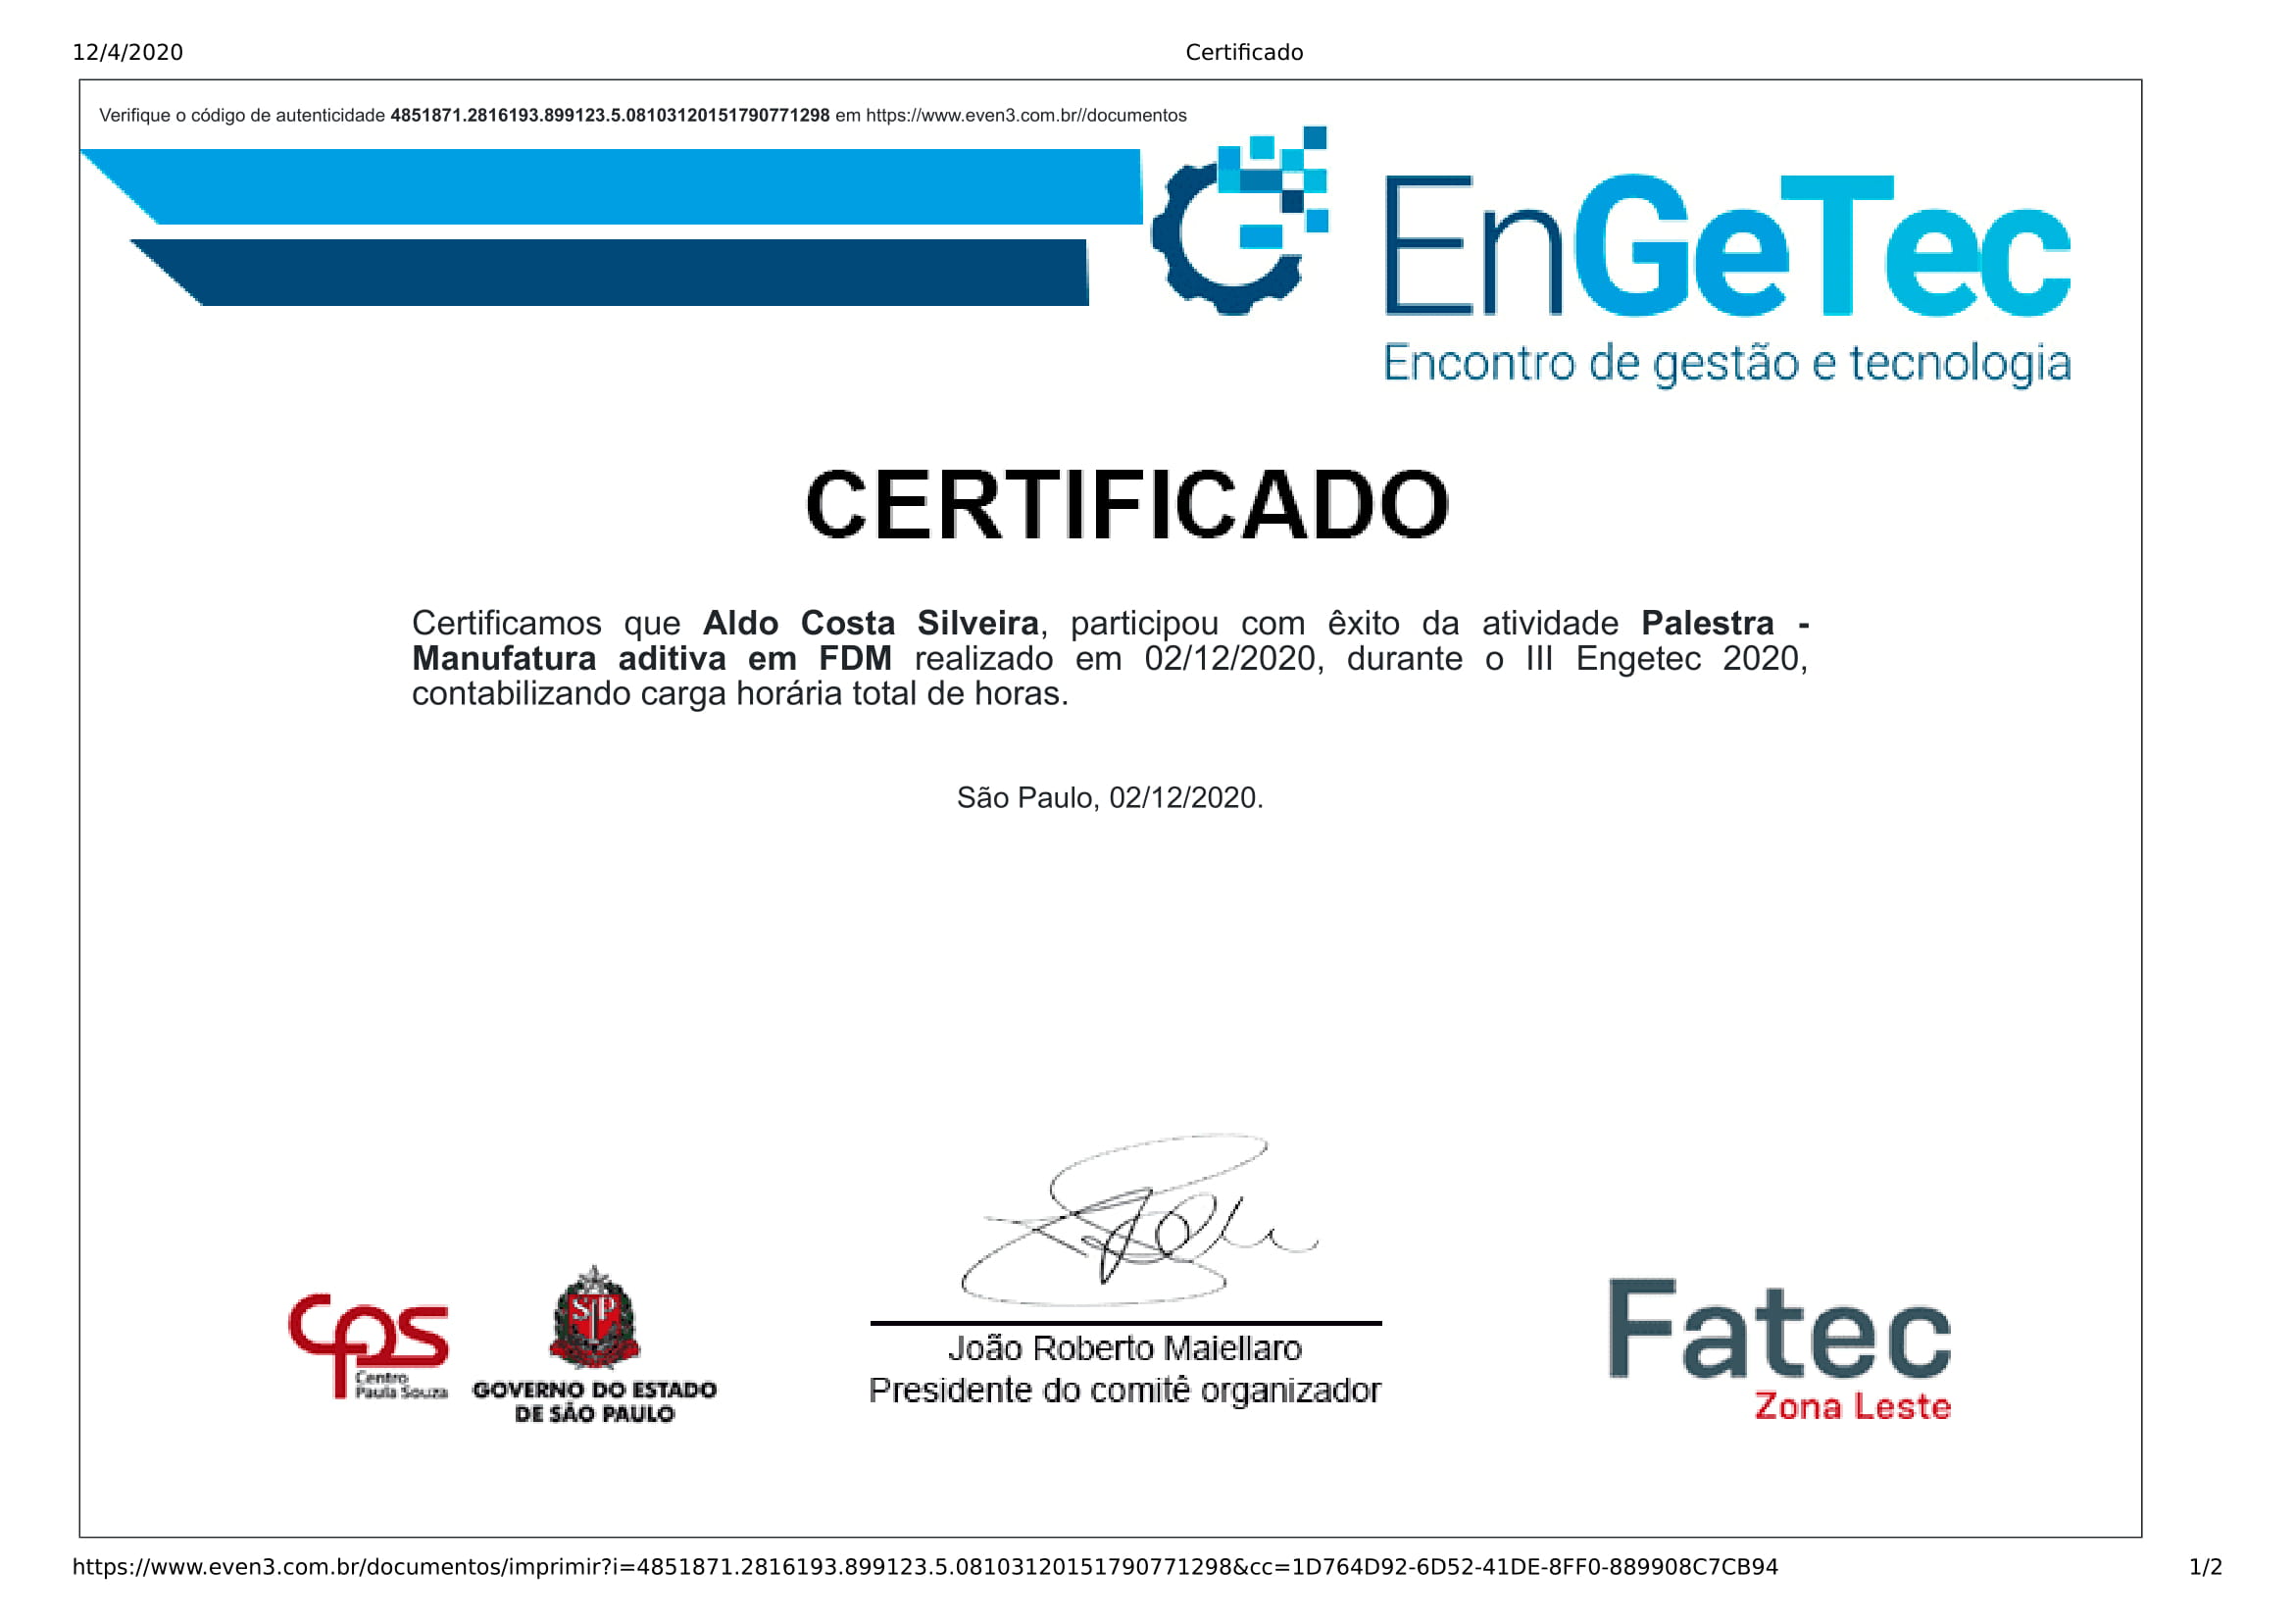 12/4/2020 Certificado
Verifique o código de autenticidade 4851871.2816193.899123.5.08103120151790771298 em https://www.even3.com.br//documentos
EnGeTec
Encontro de gestão e tecnologia
CERTIFICADO
Certificamos que Aldo Costa Silveira, participou com êxito da atividade Palestra -
Manufatura aditiva em FDM realizado em 02/12/2020, durante o III Engetec 2020,
contabilizando carga horária total de horas.
São Paulo, 02/12/2020.
cps
Centro
Paula Souza
SP
GOVERNO DO ESTADO
DE SÃO PAULO
João Roberto Maiellaro
Presidente do comitê organizador
Fatec
Zona Leste
https://www.even3.com.br/documentos/imprimir?i=4851871.2816193.899123.5.08103120151790771298&cc=1D764D92-6D52-41DE-8FF0-889908C7CB94 1/2